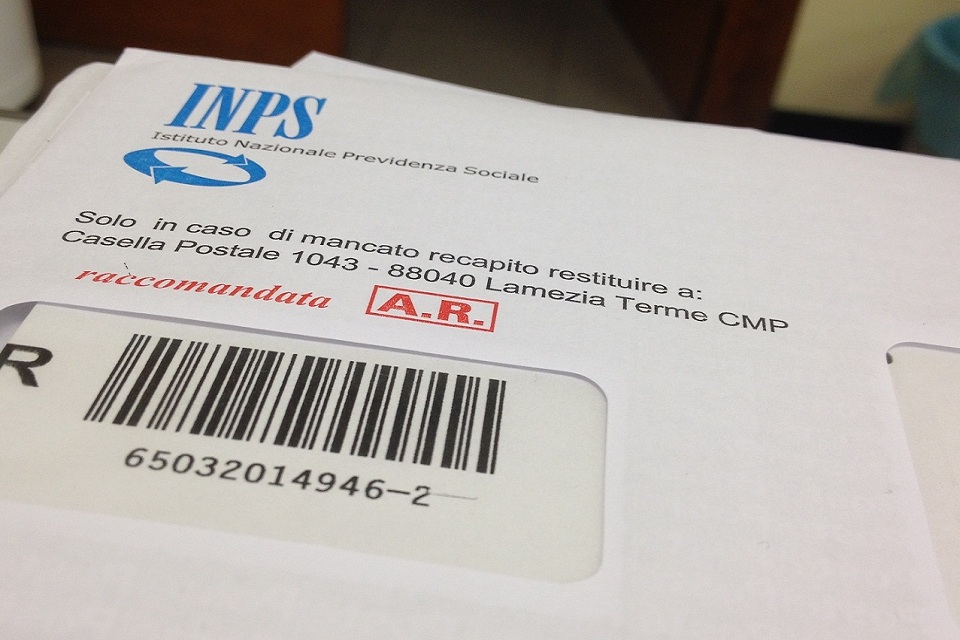 INPS
Istituto Nazionale Previdenza Sociale
Solo in caso di mancato recapito restituire a:
Casella Postale 1043 - 88040 Lamezia Terme CMP
raccomandata A.R.
R
65032014946-2